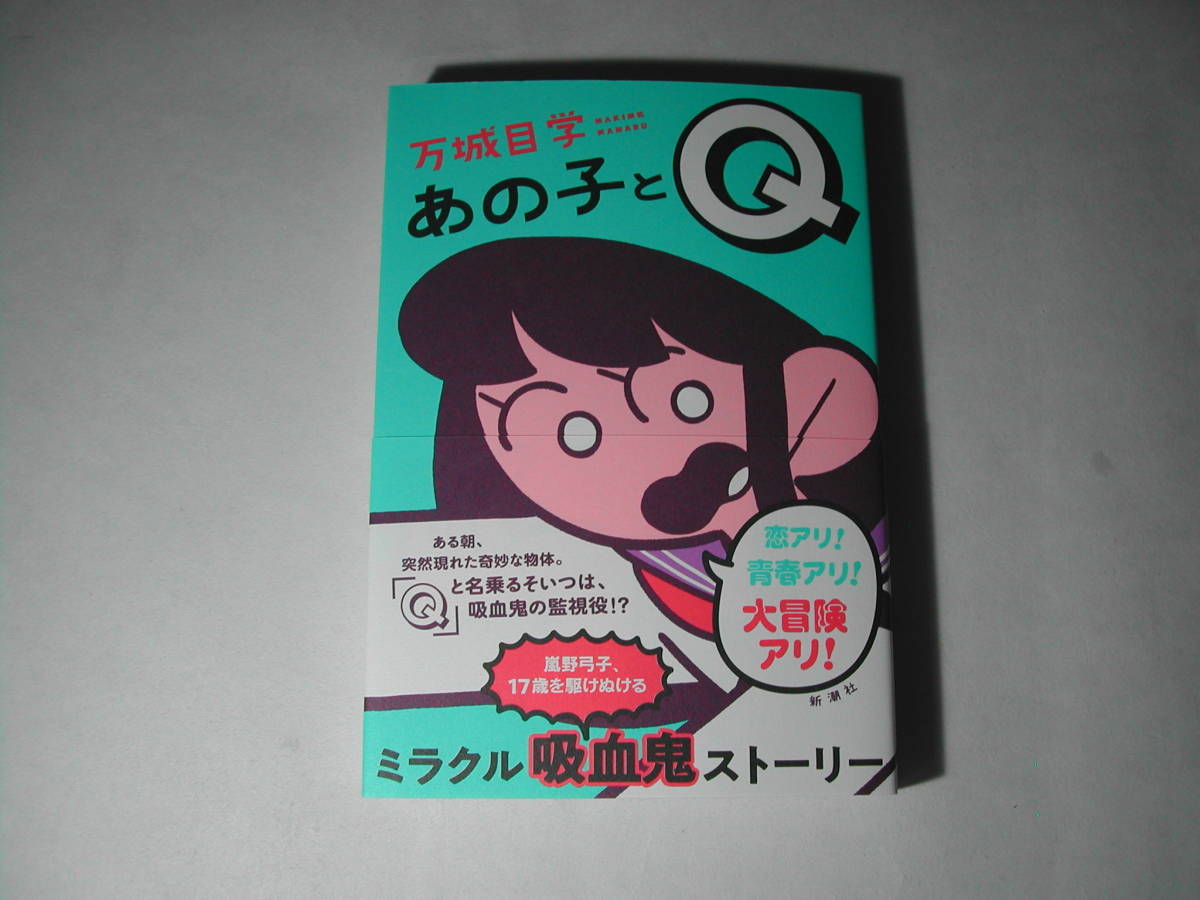 万城目学
MAKIME
MANABU
あの子とQ
ある朝、
突然現れた奇妙な物体。
「Q」と名乗るそいつは、
吸血鬼の監視役!?
恋アリ!
青春アリ!
大冒険
アリ!
嵐野弓子、
17歳を駆けぬける
新潮社
ミラクル吸血鬼ストーリー